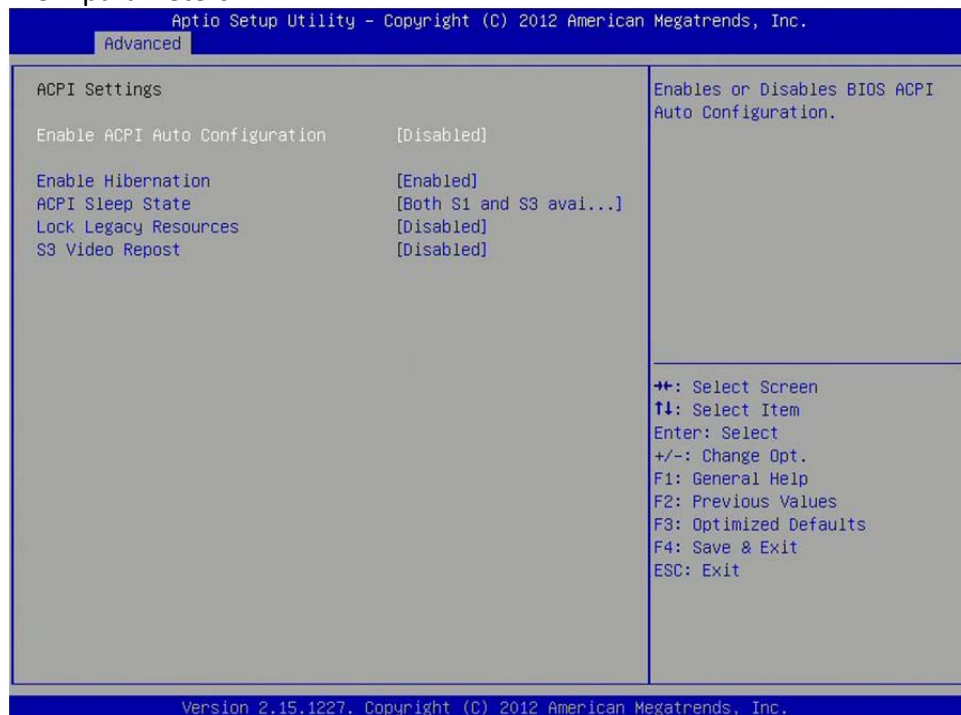 Aptio Setup Utility – Copyright (C) 2012 American Megatrends, Inc.
Advanced
ACPI Settings
Enable ACPI Auto Configuration [Disabled]
Enable Hibernation [Enabled]
ACPI Sleep State [Both S1 and S3 avai...]
Lock Legacy Resources [Disabled]
S3 Video Repost [Disabled]
Enables or Disables BIOS ACPI
Auto Configuration.
→←: Select Screen
↑↓: Select Item
Enter: Select
+/-: Change Opt.
F1: General Help
F2: Previous Values
F3: Optimized Defaults
F4: Save & Exit
ESC: Exit
Version 2.15.1227. Copyright (C) 2012 American Megatrends, Inc.